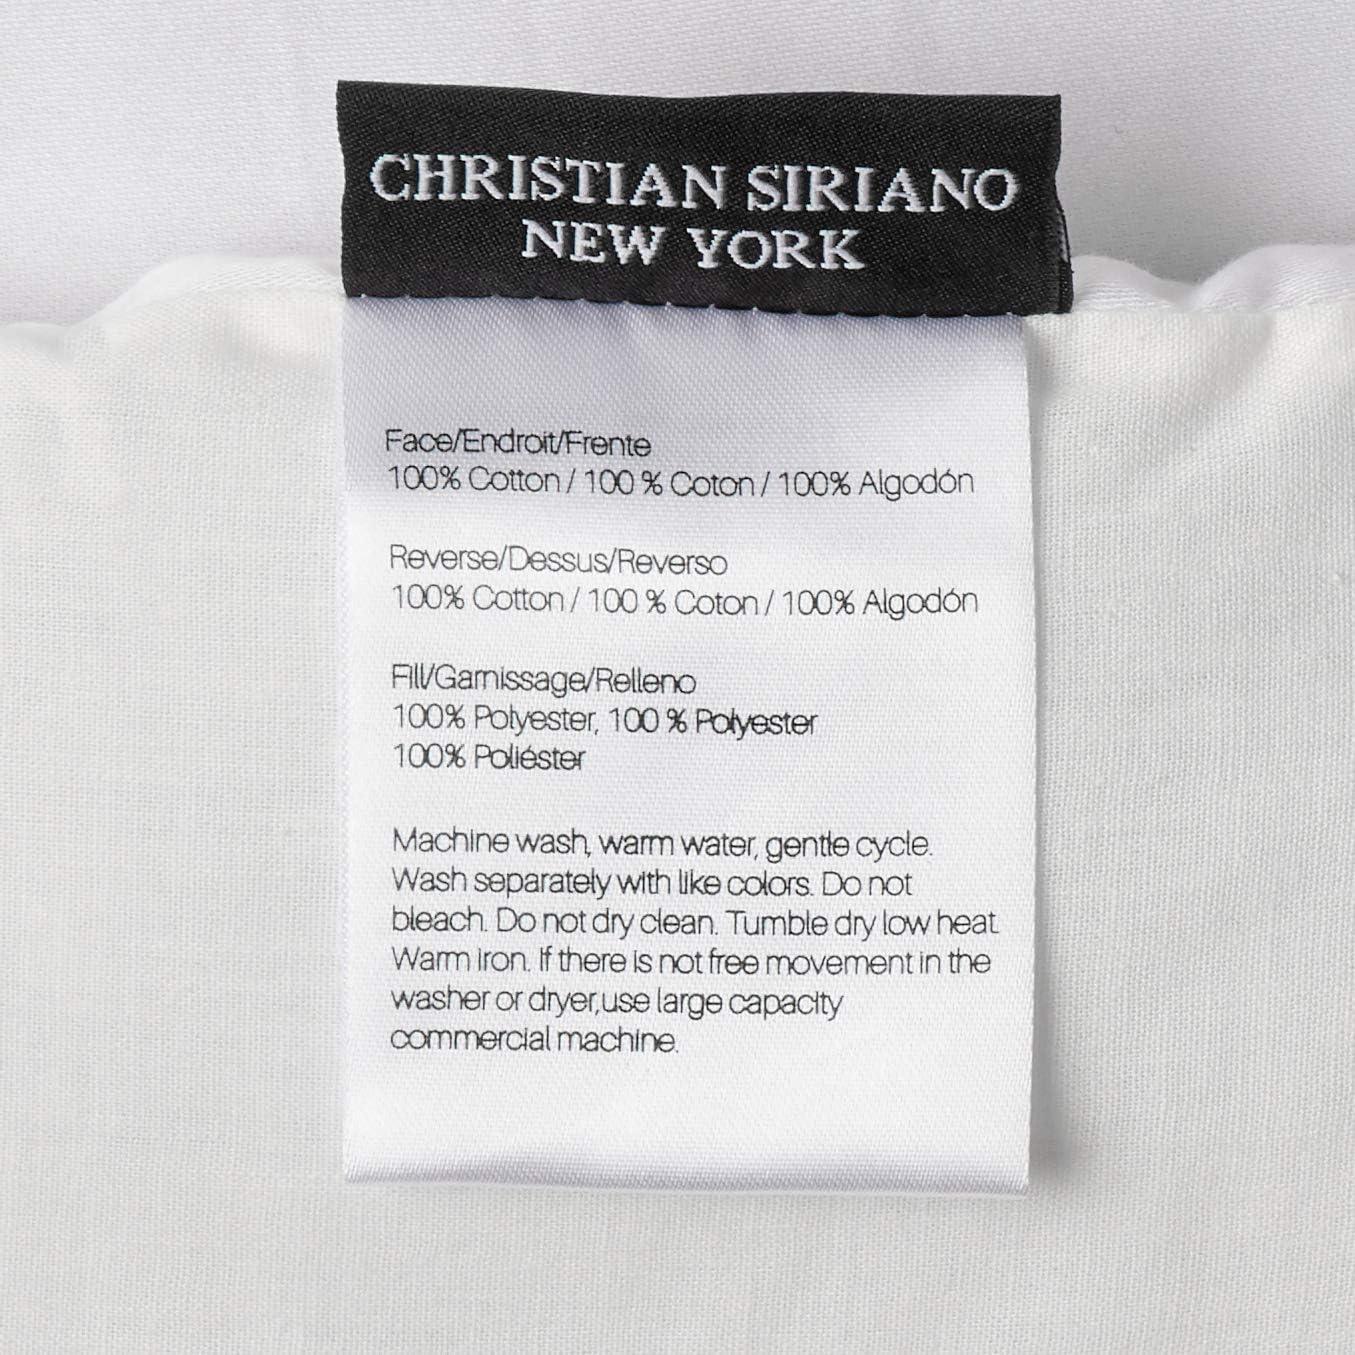 CHRISTIAN SIRIANO
NEW YORK
Face/Endroit/Frente
100% Cotton / 100 % Coton / 100% Algodón
Reverse/Dessus/Reverso
100% Cotton / 100 % Coton / 100% Algodón
Fill/Garnissage/Relleno
100% Polyester, 100 % Polyester
100% Poliéster
Machine wash, warm water, gentle cycle.
Wash separately with like colors. Do not
bleach. Do not dry clean. Tumble dry low heat.
Warm iron. If there is not free movement in the
washer or dryer,use large capacity
commercial machine.